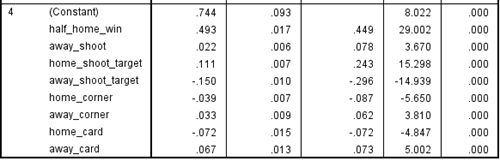 4 (Constant) .744 .093 8.022 .000
half_home_win .493 .017 .449 29.002 .000
away_shoot .022 .006 .078 3.670 .000
home_shoot_target .111 .007 .243 15.298 .000
away_shoot_target -.150 .010 -.296 -14.939 .000
home_corner -.039 .007 -.087 -5.650 .000
away_corner .033 .009 .062 3.810 .000
home_card -.072 .015 -.072 -4.847 .000
away_card .067 .013 .073 5.002 .000